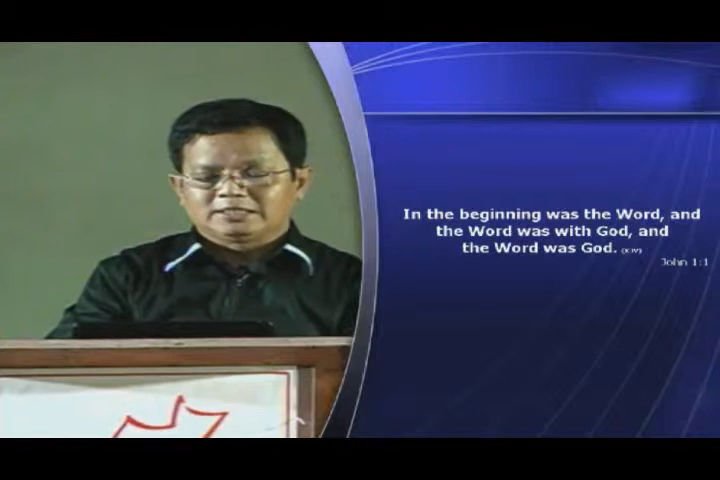 In the beginning was the Word, and
the Word was with God, and
the Word was God. (KJV)
John 1:1